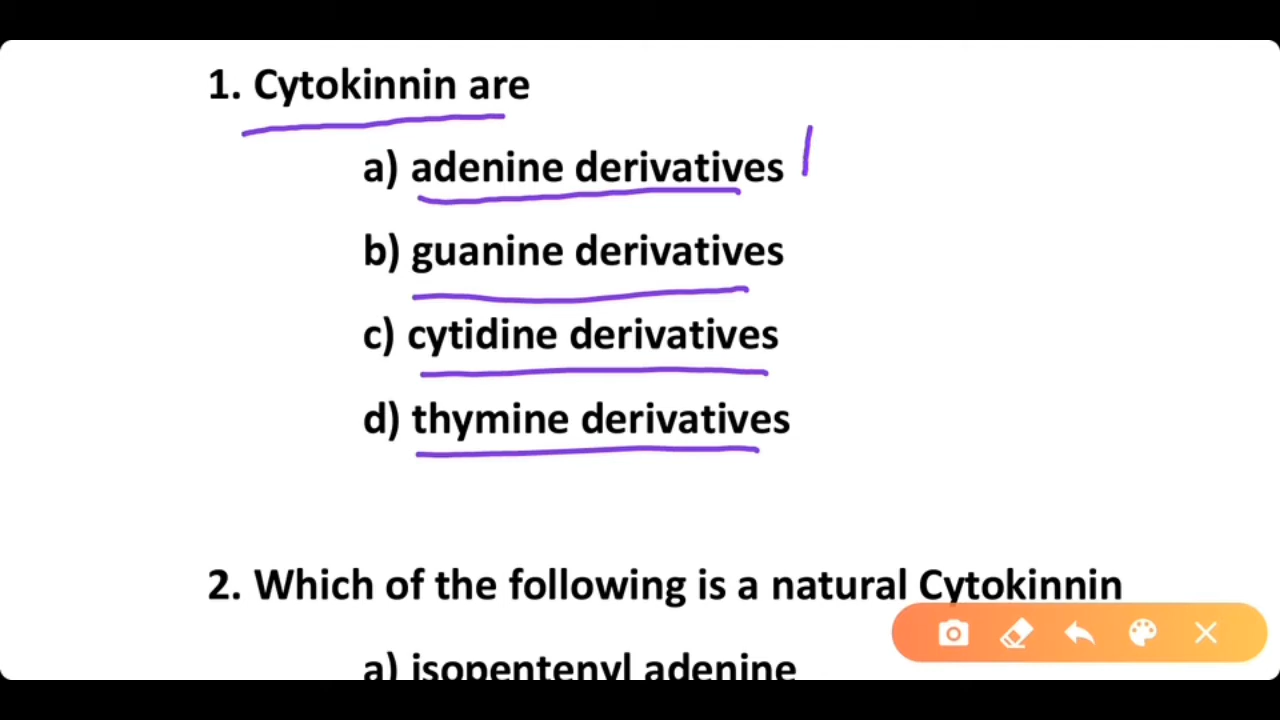 1. Cytokinnin are
a) adenine derivatives
b) guanine derivatives
c) cytidine derivatives
d) thymine derivatives
2. Which of the following is a natural Cytokinnin
a) isopentenyl adenine